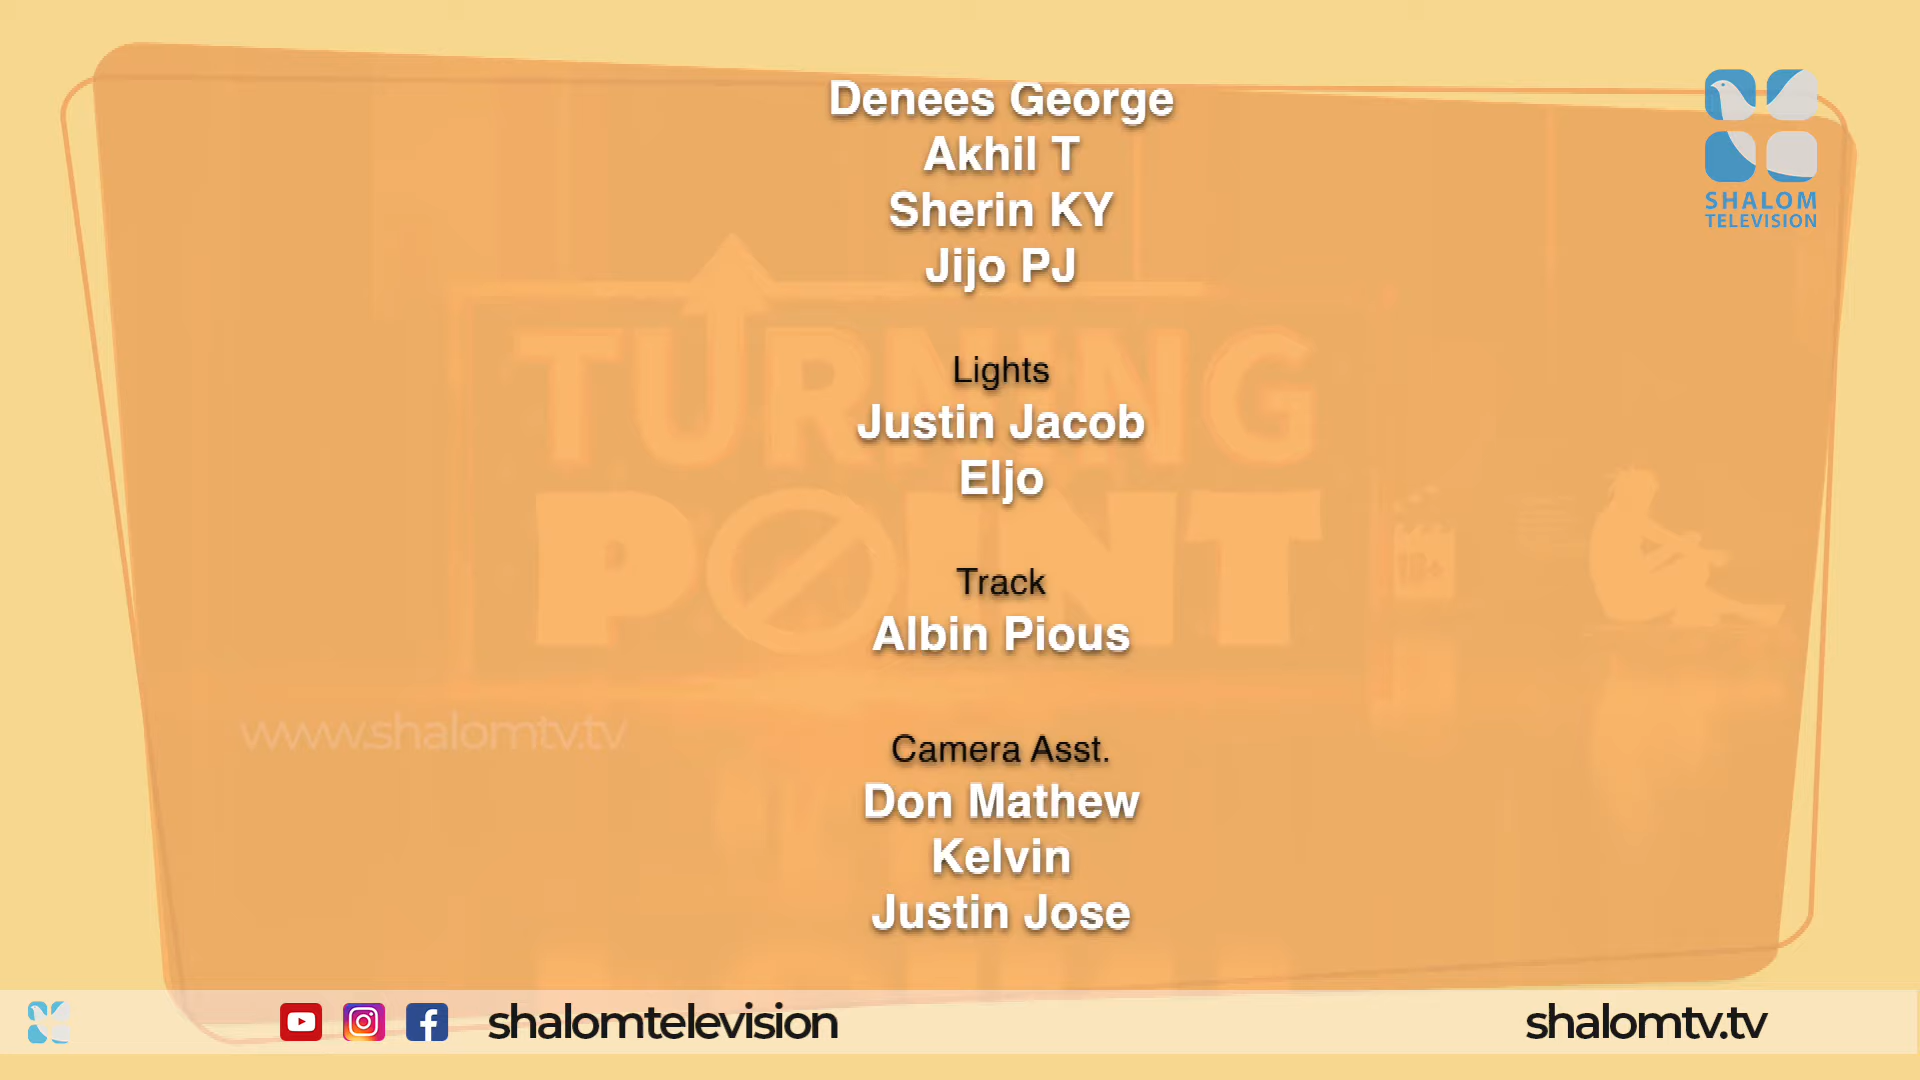 Denees George
Akhil T
Sherin KY
Jijo PJ
SHALOM
TELEVISION
TURNING
POINT
Lights
Justin Jacob
Eljo
Track
Albin Pious
18+
www.shalomtv.tv
Camera Asst.
Don Mathew
Kelvin
Justin Jose
shalomtelevision
shalomtv.tv